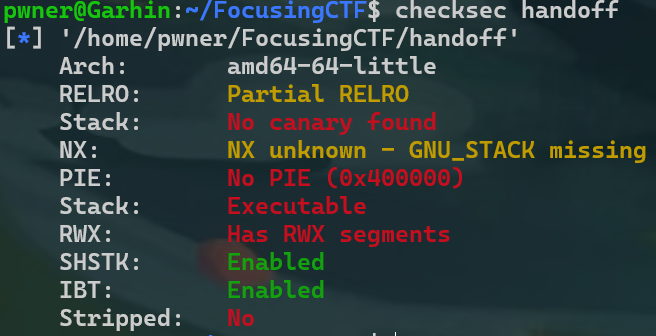 pwner@Garhin:~/FocusingCTF$ checksec handoff
[*] '/home/pwner/FocusingCTF/handoff'
Arch: amd64-64-little
RELRO: Partial RELRO
Stack: No canary found
NX: NX unknown - GNU_STACK missing
PIE: No PIE (0x400000)
Stack: Executable
RWX: Has RWX segments
SHSTK: Enabled
IBT: Enabled
Stripped: No